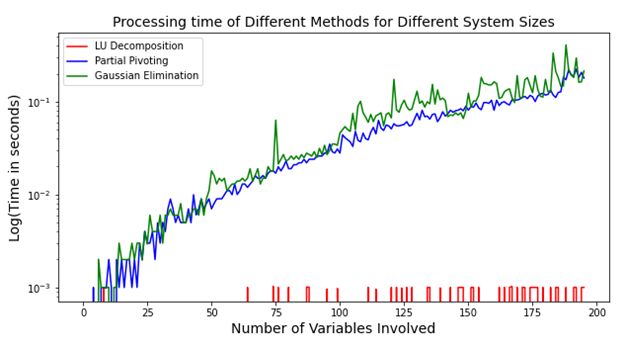 Processing time of Different Methods for Different System Sizes
LU Decomposition
Partial Pivoting
Gaussian Elimination
Log(Time in seconds)
10⁻¹
10⁻²
10⁻³
0 25 50 75 100 125 150 175 200
Number of Variables Involved